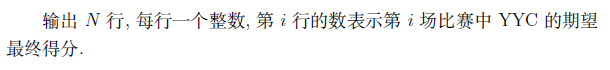 输出 N 行, 每行一个整数, 第 i 行的数表示第 i 场比赛中 YYC 的期望
最终得分.